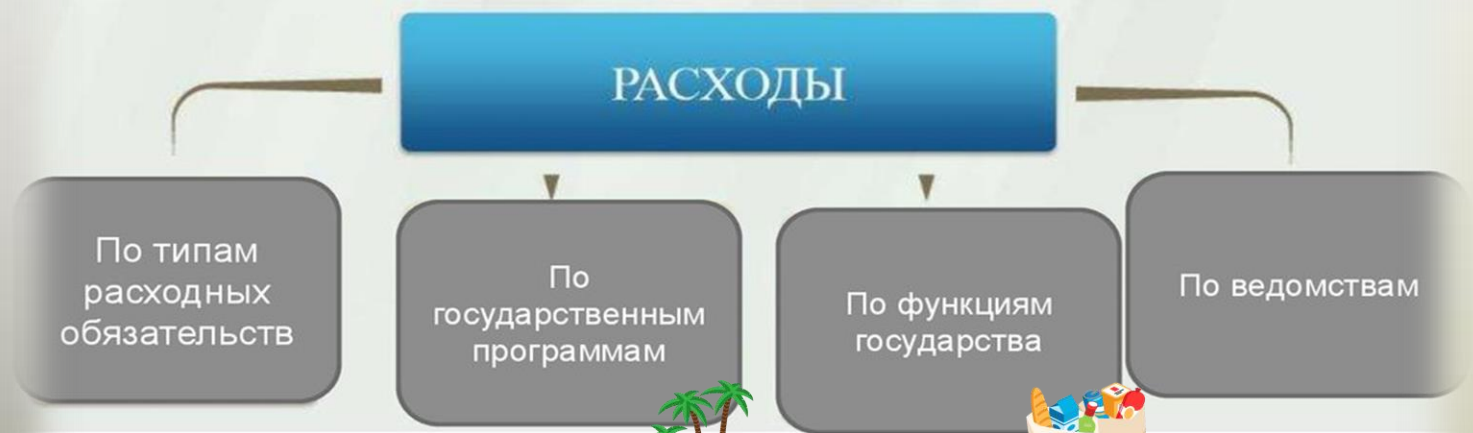 РАСХОДЫ
По типам
расходных
обязательств
По
государственным
программам
По функциям
государства
По ведомствам